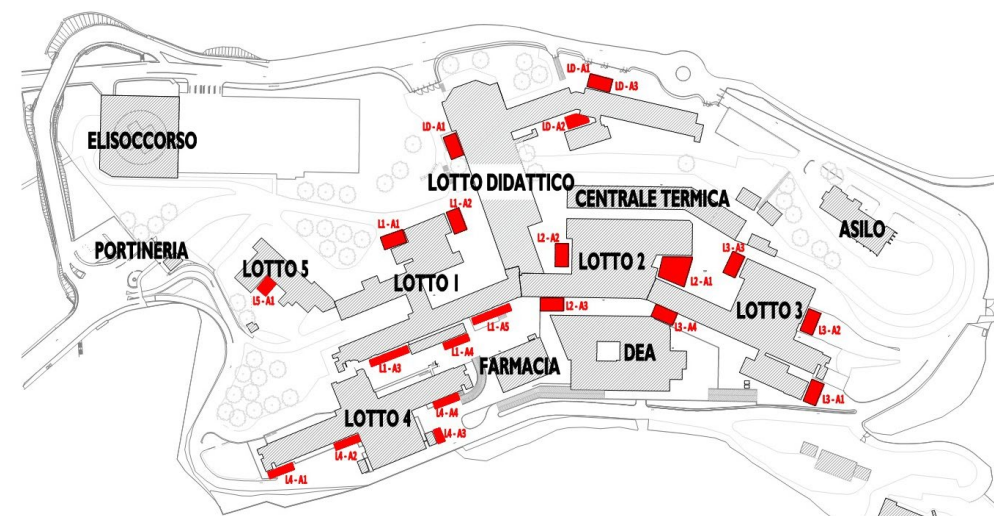 LD - A1
LD - A3
LD - A1
LD - A2
ELISOCCORSO
LOTTO DIDATTICO
CENTRALE TERMICA
L1 - A2
L1 - A1
ASILO
PORTINERIA
L2 - A2
L3 - A3
LOTTO 5
LOTTO 2
LOTTO 1
L2 - A1
L5 - A1
L2 - A3
LOTTO 3
L1 - A5
L3 - A4
L3 - A2
L1 - A4
DEA
L1 - A3
FARMACIA
L3 - A1
L4 - A4
LOTTO 4
L4 - A3
L4 - A2
L4 - A1